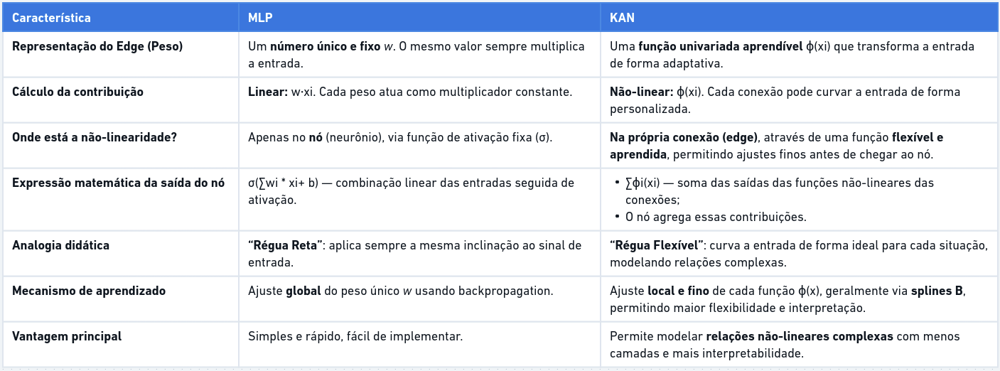 Característica
MLP
KAN
Representação do Edge (Peso)
Um número único e fixo w. O mesmo valor sempre multiplica
a entrada.
Uma função univariada aprendível ϕ(xi) que transforma a entrada
de forma adaptativa.
Cálculo da contribuição
Linear: w·xi. Cada peso atua como multiplicador constante.
Não-linear: ϕ(xi). Cada conexão pode curvar a entrada de forma
personalizada.
Onde está a não-linearidade?
Apenas no nó (neurônio), via função de ativação fixa (σ).
Na própria conexão (edge), através de uma função flexível e
aprendida, permitindo ajustes finos antes de chegar ao nó.
Expressão matemática da saída do nó
σ(∑wi * xi+ b) — combinação linear das entradas seguida de
ativação.
• ∑ϕi(xi) — soma das saídas das funções não-lineares das
conexões;
• O nó agrega essas contribuições.
Analogia didática
“Régua Reta”: aplica sempre a mesma inclinação ao sinal de
entrada.
“Régua Flexível”: curva a entrada de forma ideal para cada situação,
modelando relações complexas.
Mecanismo de aprendizado
Ajuste global do peso único w usando backpropagation.
Ajuste local e fino de cada função ϕ(x), geralmente via splines B,
permitindo maior flexibilidade e interpretação.
Vantagem principal
Simples e rápido, fácil de implementar.
Permite modelar relações não-lineares complexas com menos
camadas e mais interpretabilidade.